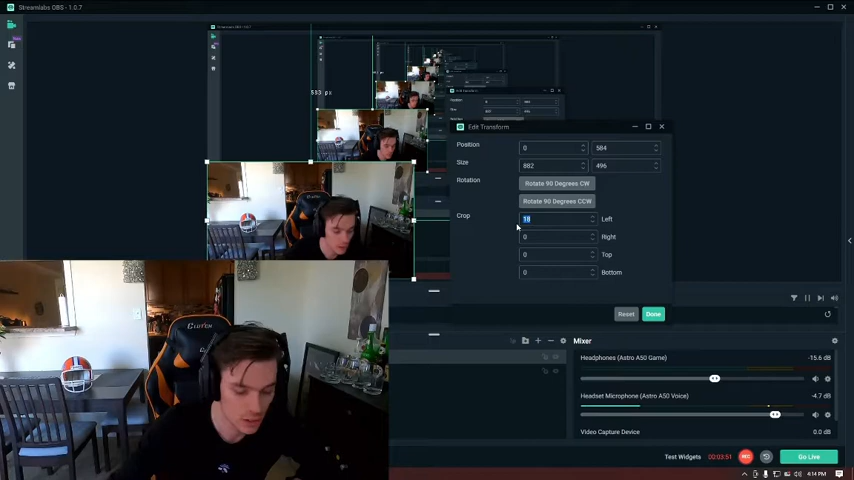 Streamlabs OBS - 1.0.7
533 px
Edit Transform
Position
0
584
Size
882
496
Rotation
Rotate 90 Degrees CW
Rotate 90 Degrees CCW
Crop
18
Left
0
Right
0
Top
0
Bottom
Reset
Done
Mixer
Headphones (Astro A50 Game)
-15.6 dB
Headset Microphone (Astro A50 Voice)
-4.7 dB
Video Capture Device
0.0 dB
Test Widgets
00:03:51
REC
Go Live
4:14 PM